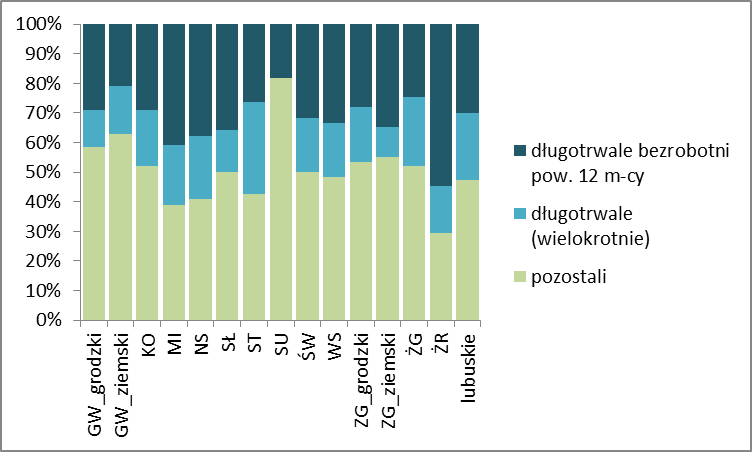 100%
90%
80%
70%
60%
50%
40%
30%
20%
10%
0%
GW_grodzki
GW_ziemski
KO
MI
NS
SŁ
ST
SU
ŚW
WS
ZG_grodzki
ZG_ziemski
ŻG
ŻR
lubuskie
długotrwale bezrobotni
pow. 12 m-cy
długotrwale
(wielokrotnie)
pozostali